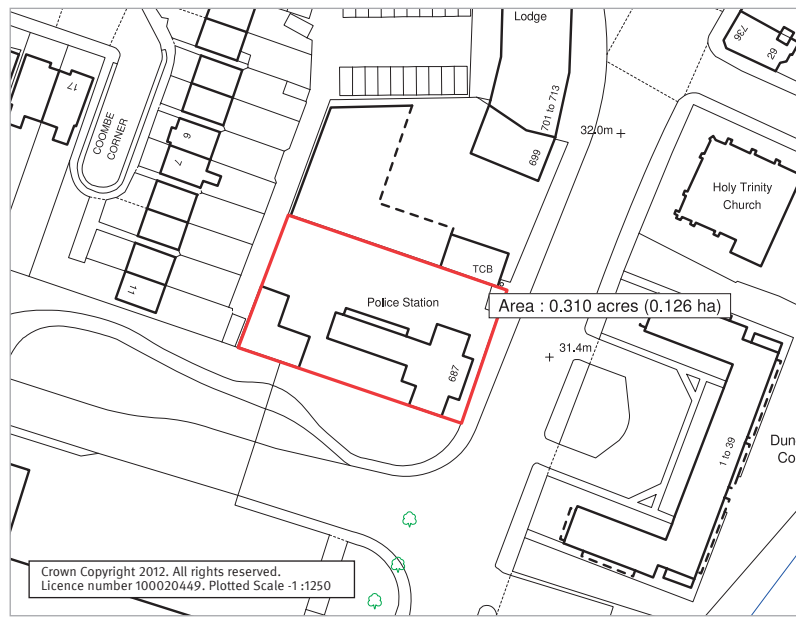 Lodge
736
29
17
COOMBE
CORNER
6
7
701 to 713
699
32.0m
Holy Trinity
Church
11
TCB
Police Station
Area : 0.310 acres (0.126 ha)
31.4m
687
1 to 39
Dun
Co
Crown Copyright 2012. All rights reserved.
Licence number 100020449. Plotted Scale -1 :1250